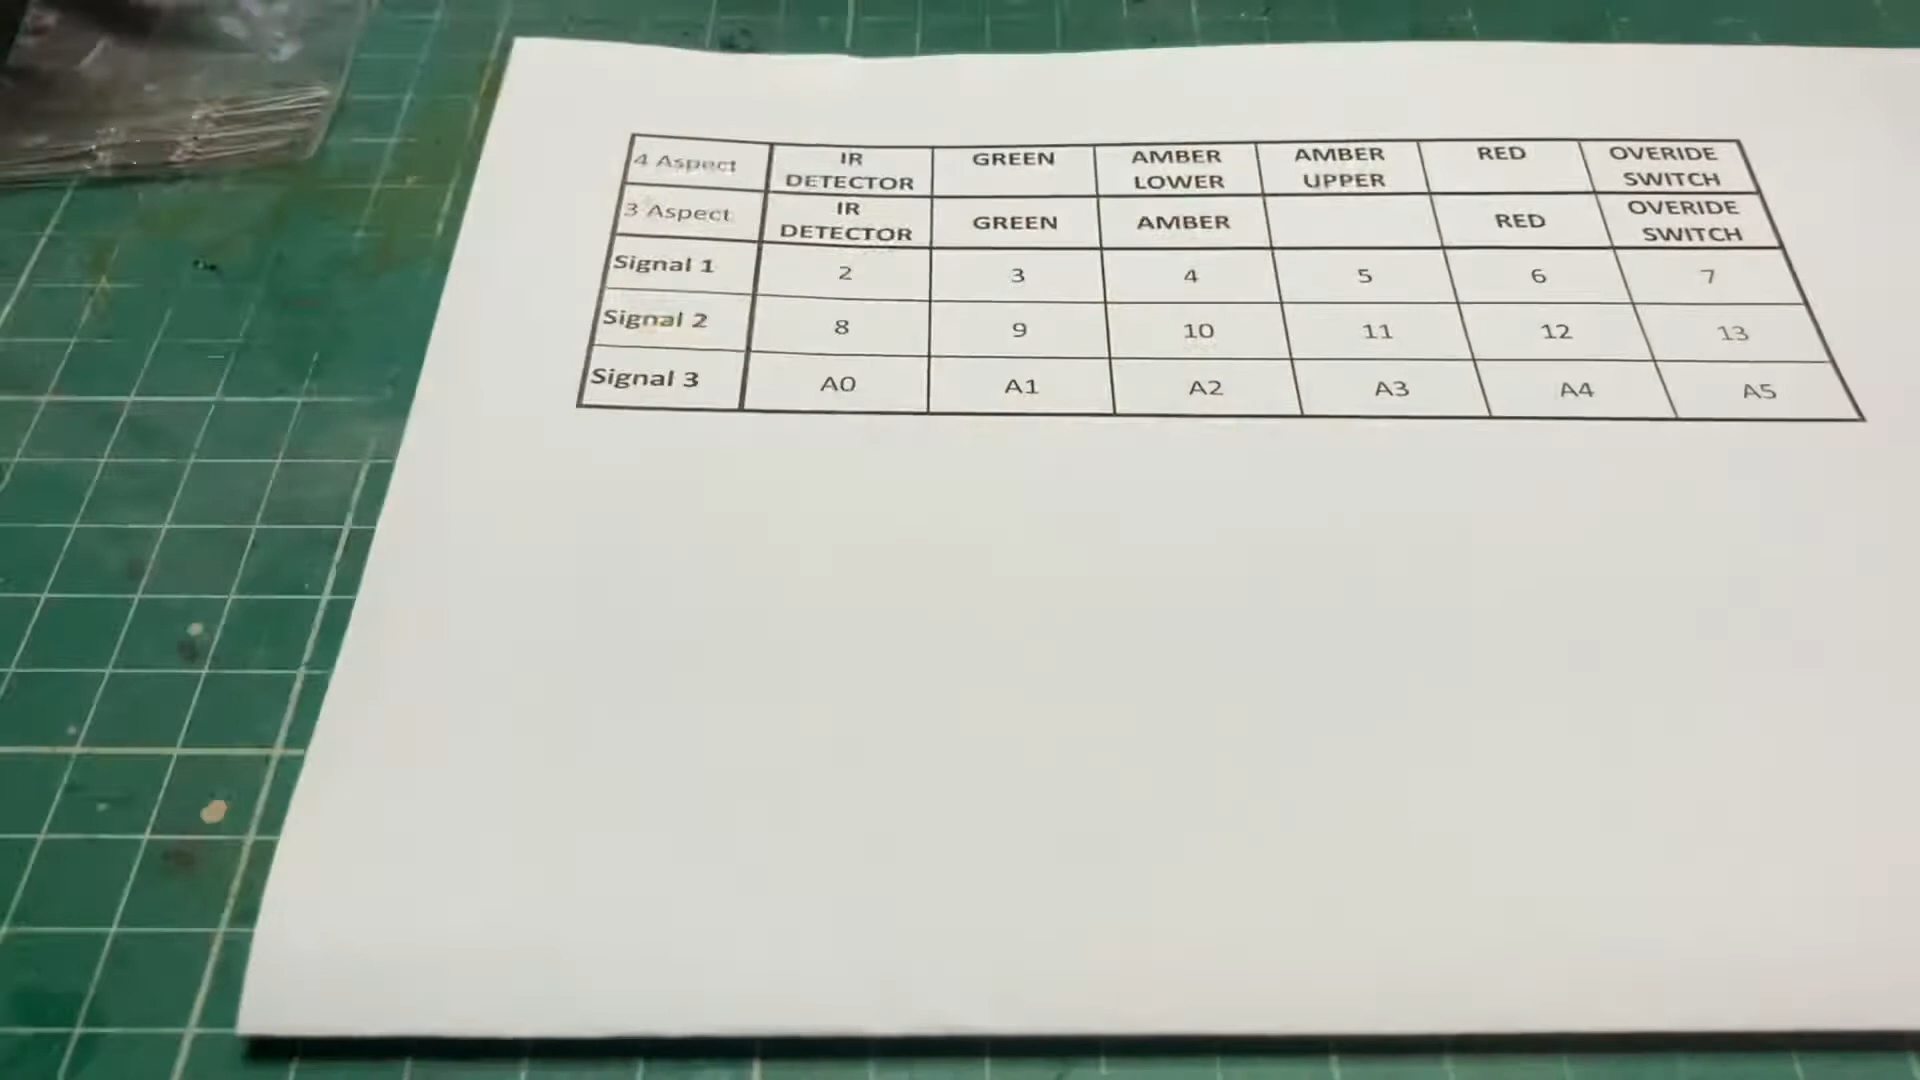 4 Aspect IR DETECTOR GREEN AMBER LOWER AMBER UPPER RED OVERIDE SWITCH
3 Aspect IR DETECTOR GREEN AMBER RED OVERIDE SWITCH
Signal 1 2 3 4 5 6 7
Signal 2 8 9 10 11 12 13
Signal 3 A0 A1 A2 A3 A4 A5